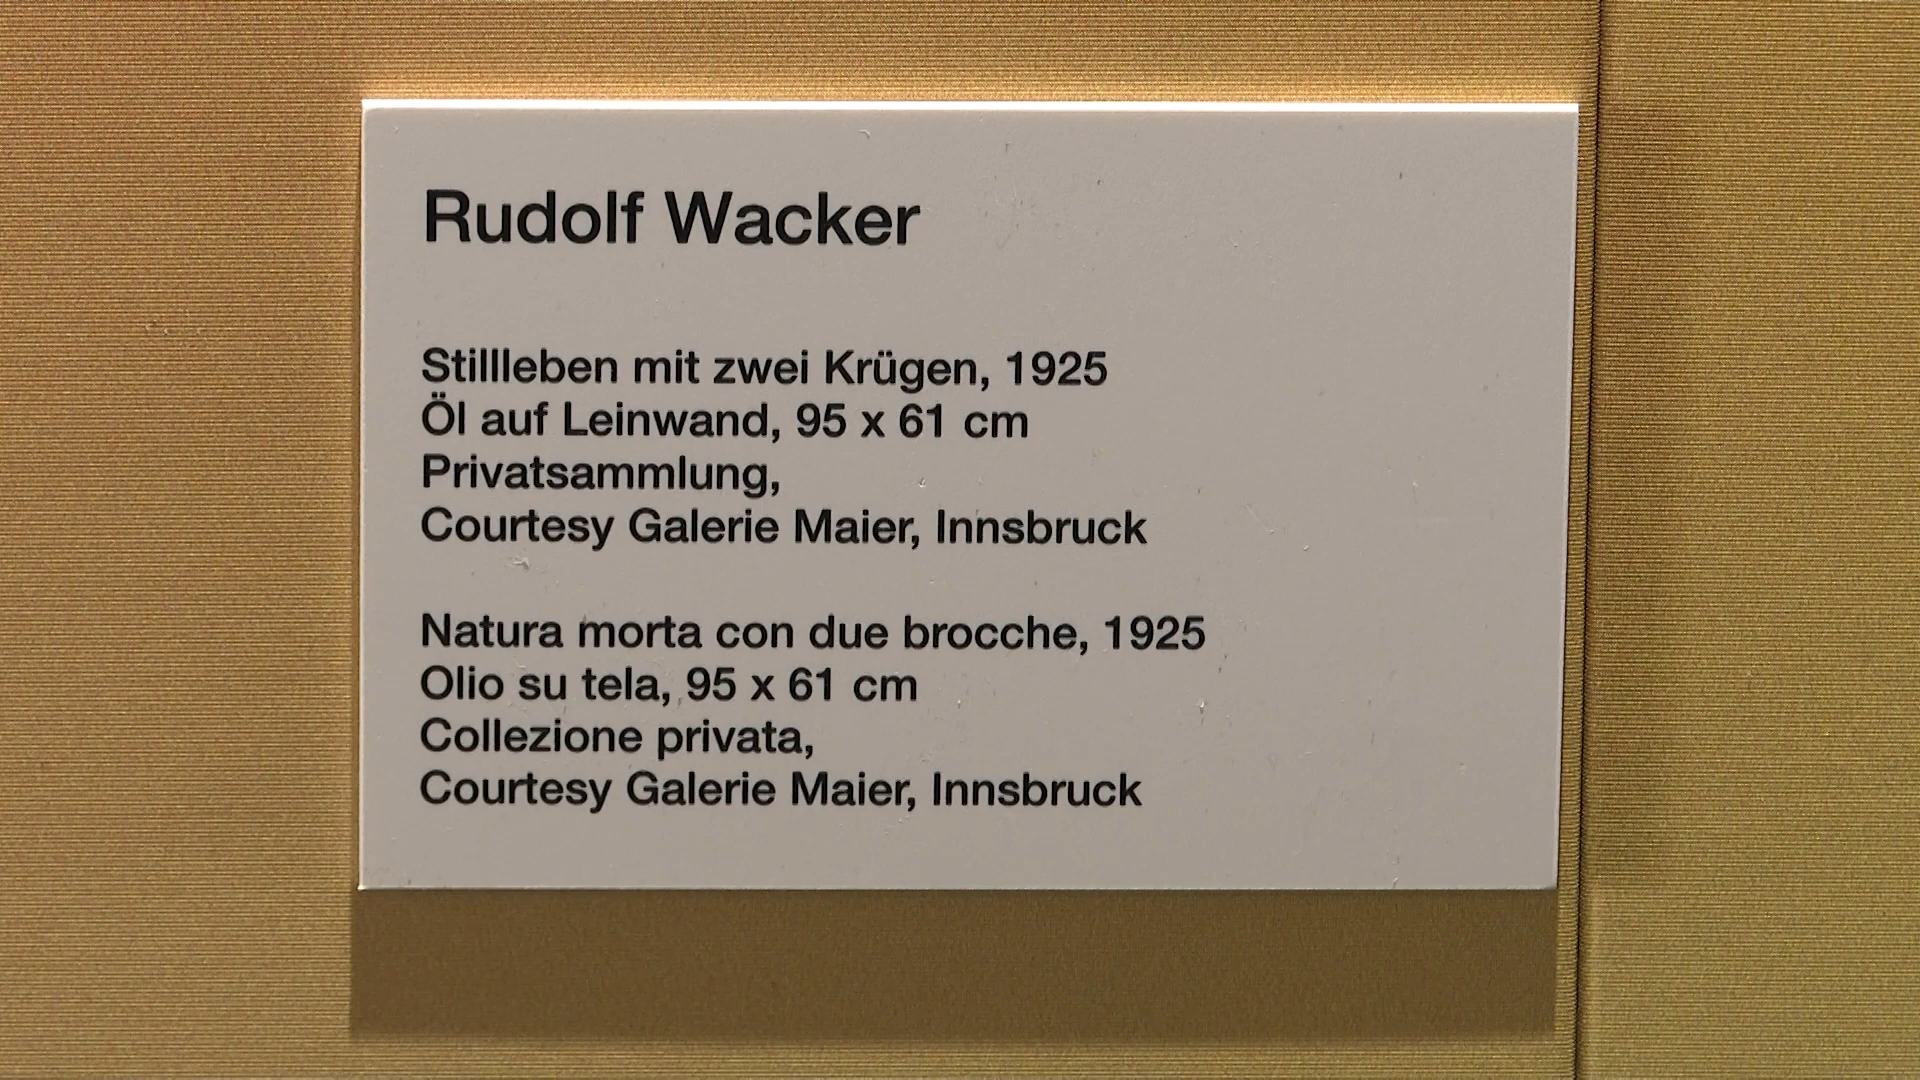 Rudolf Wacker
Stillleben mit zwei Krügen, 1925
Öl auf Leinwand, 95 x 61 cm
Privatsammlung,
Courtesy Galerie Maier, Innsbruck
Natura morta con due brocche, 1925
Olio su tela, 95 x 61 cm
Collezione privata,
Courtesy Galerie Maier, Innsbruck